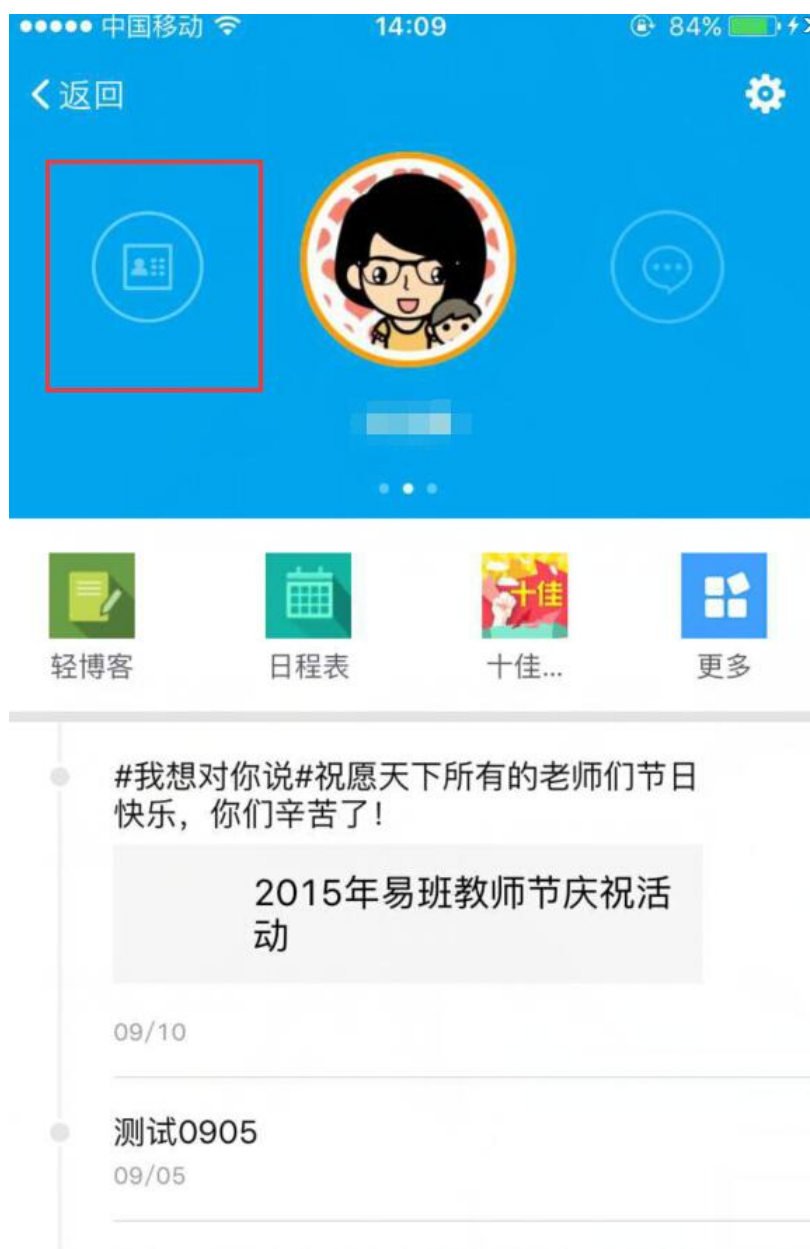 中国移动 14:09 84%
返回
十佳
轻博客 日程表 十佳... 更多
#我想对你说#祝愿天下所有的老师们节日
快乐，你们辛苦了！
2015年易班教师节庆祝活
动
09/10
测试0905
09/05